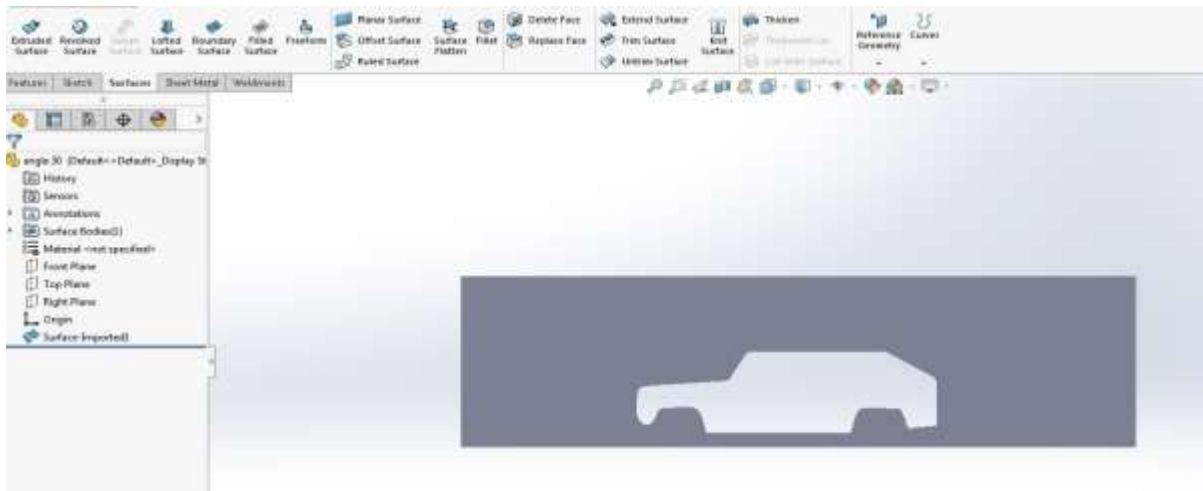 Extruded Surface
Revolved Surface
Lofted Surface
Boundary Surface
Filled Surface
Freeform
Planar Surface
Offset Surface
Ruled Surface
Surface Flatten
Fillet
Delete Face
Replace Face
Extend Surface
Trim Surface
Untrim Surface
Knit Surface
Thicken
Reference Geometry
Curves
Features Sketch Surfaces Sheet Metal Weldments
angle 30 (Default<<Default>_Display St
History
Sensors
Annotations
Surface Bodies(1)
Material <not specified>
Front Plane
Top Plane
Right Plane
Origin
Surface-Imported1